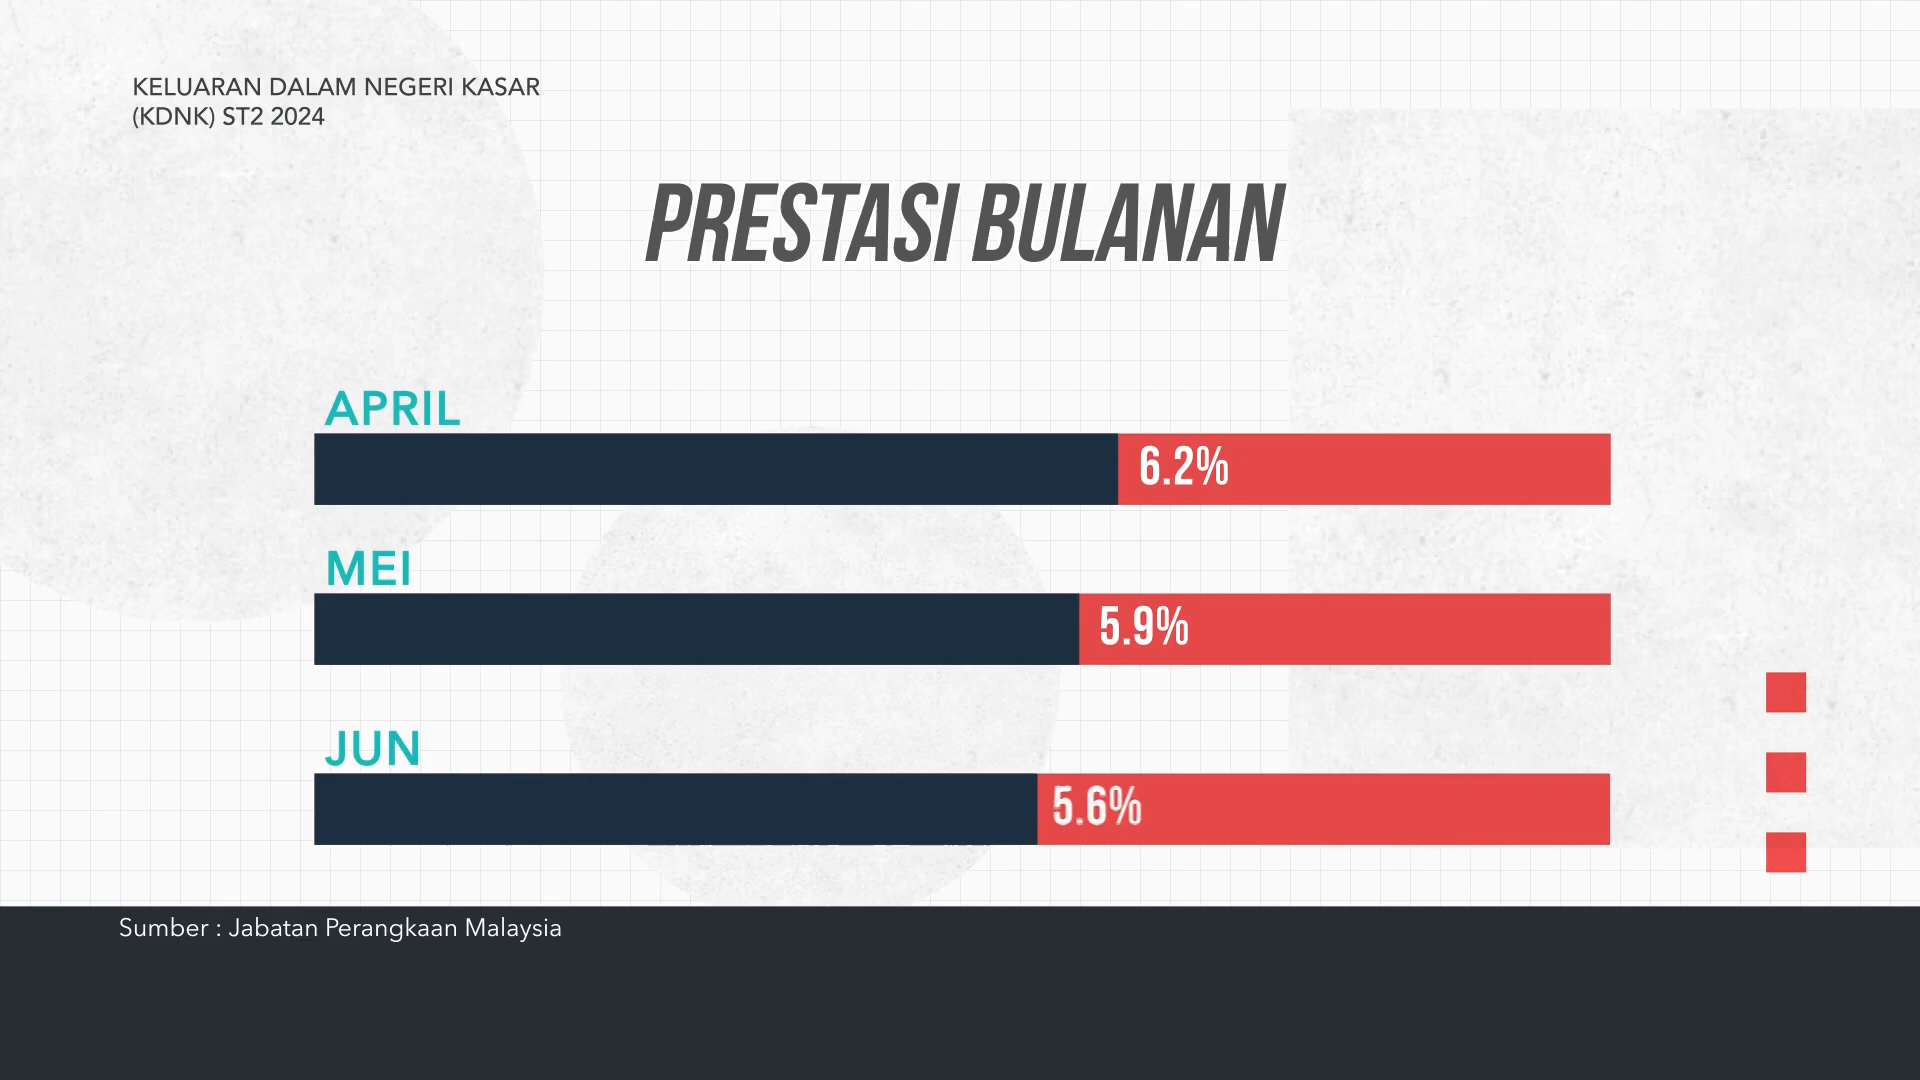 KELUARAN DALAM NEGERI KASAR
(KDNK) ST2 2024
PRESTASI BULANAN
APRIL
6.2%
MEI
5.9%
JUN
5.6%
Sumber : Jabatan Perangkaan Malaysia